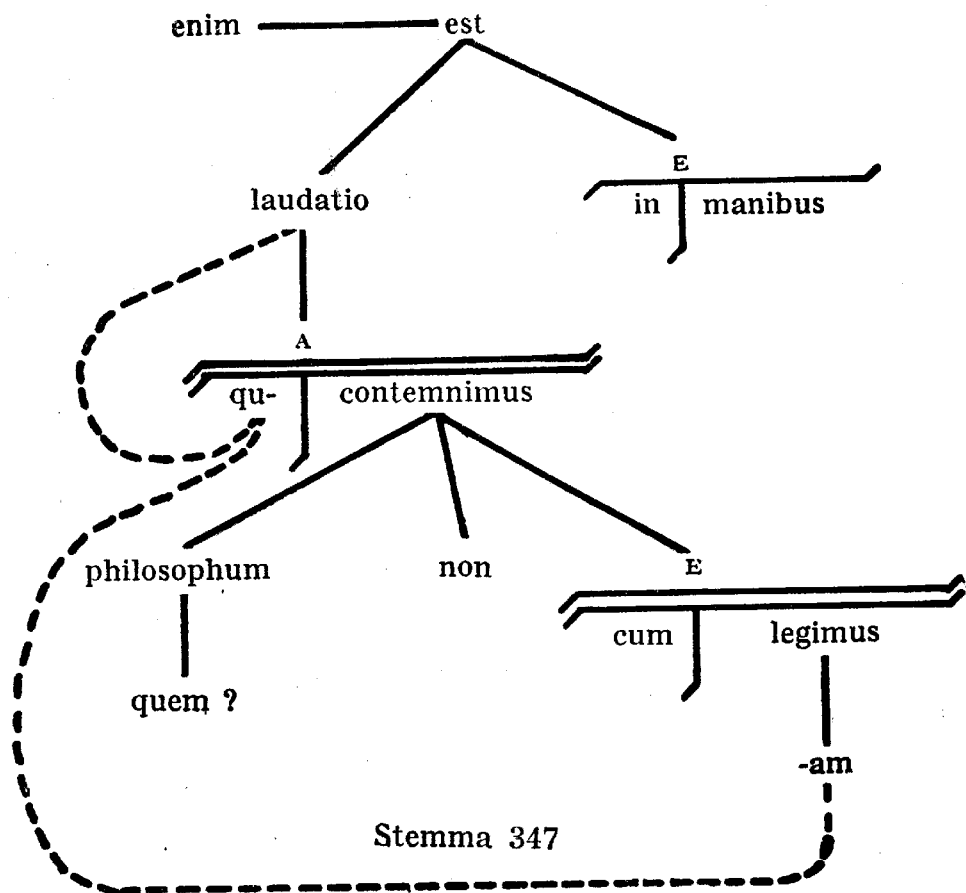 enim est
E
laudatio in manibus
A
qu- contemnimus
philosophum non E
cum legimus
quem ?
-am
Stemma 347